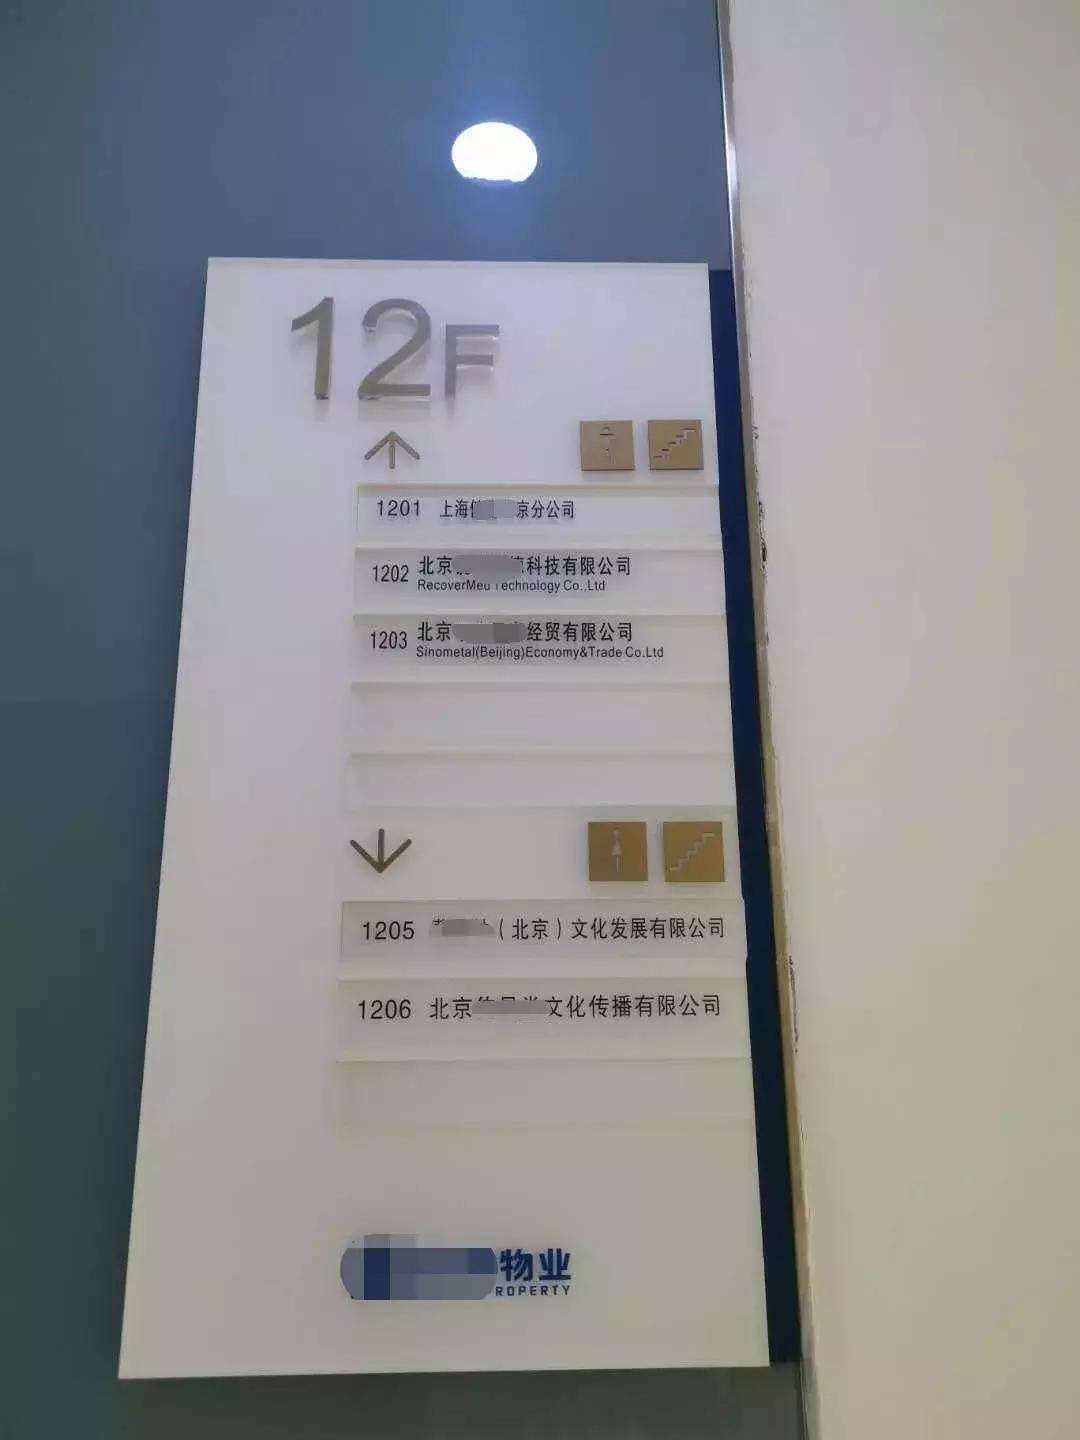 12F
1201 上海 京分公司
1202 北京 科技有限公司
RecoverMed Technology Co.,Ltd
1203 北京 经贸有限公司
Sinometal(Beijing)Economy&Trade Co.Ltd
1205 (北京)文化发展有限公司
1206 北京 文化传播有限公司
物业
ROPERTY